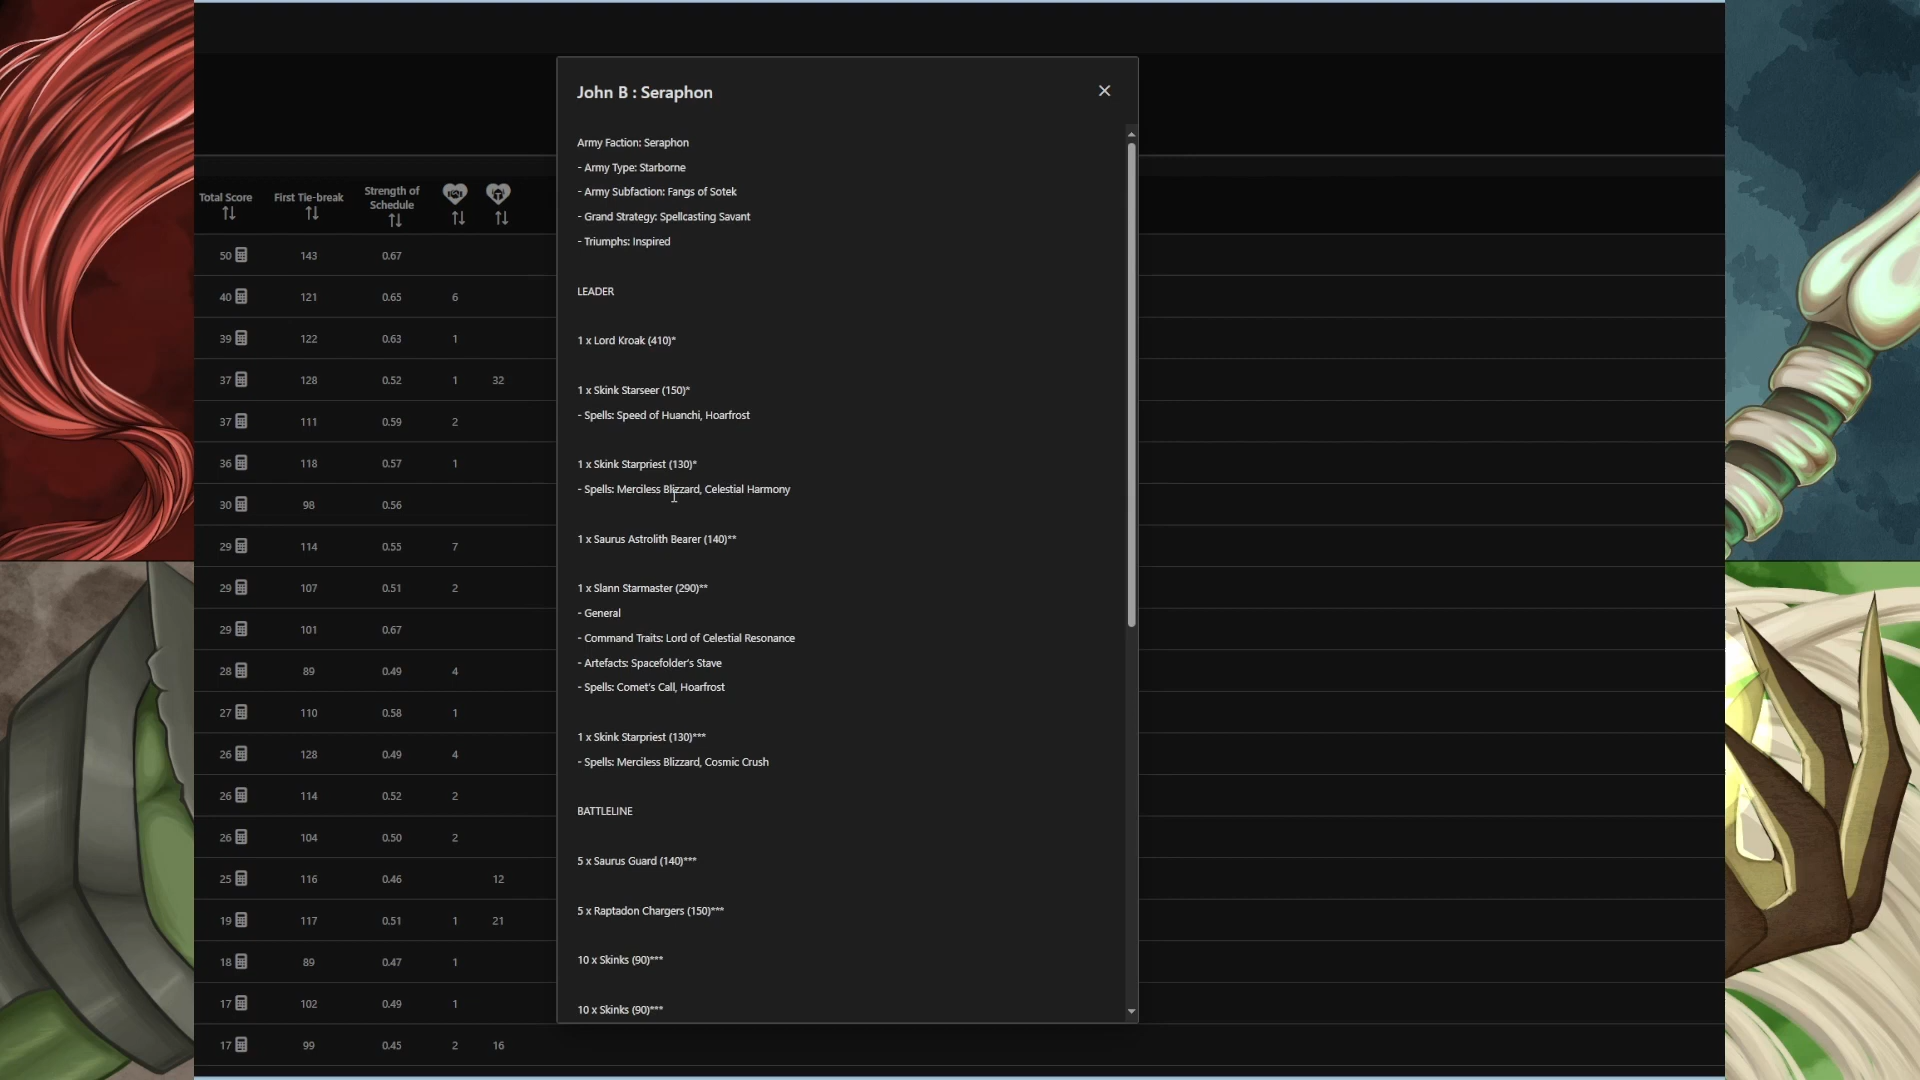 John B : Seraphon
Army Faction: Seraphon
- Army Type: Starborne
- Army Subfaction: Fangs of Sotek
- Grand Strategy: Spellcasting Savant
- Triumphs: Inspired
LEADER
1 x Lord Kroak (410)*
1 x Skink Starseer (150)*
- Spells: Speed of Huanchi, Hoarfrost
1 x Skink Starpriest (130)*
- Spells: Merciless Blizzard, Celestial Harmony
1 x Saurus Astrolith Bearer (140)**
1 x Slann Starmaster (290)**
- General
- Command Traits: Lord of Celestial Resonance
- Artefacts: Spacefolder's Stave
- Spells: Comet's Call, Hoarfrost
1 x Skink Starpriest (130)***
- Spells: Merciless Blizzard, Cosmic Crush
BATTLELINE
5 x Saurus Guard (140)***
5 x Raptadon Chargers (150)***
10 x Skinks (90)***
10 x Skinks (90)***
Total Score First Tie-break Strength of Schedule
50 143 0.67
40 121 0.65 6
39 122 0.63 1
37 128 0.52 1 32
37 111 0.59 2
36 118 0.57 1
30 98 0.56
29 114 0.55 7
29 107 0.51 2
29 101 0.67
28 89 0.49 4
27 110 0.58 1
26 128 0.49 4
26 114 0.52 2
26 104 0.50 2
25 116 0.46 12
19 117 0.51 1 21
18 89 0.47 1
17 102 0.49 1
17 99 0.45 2 16